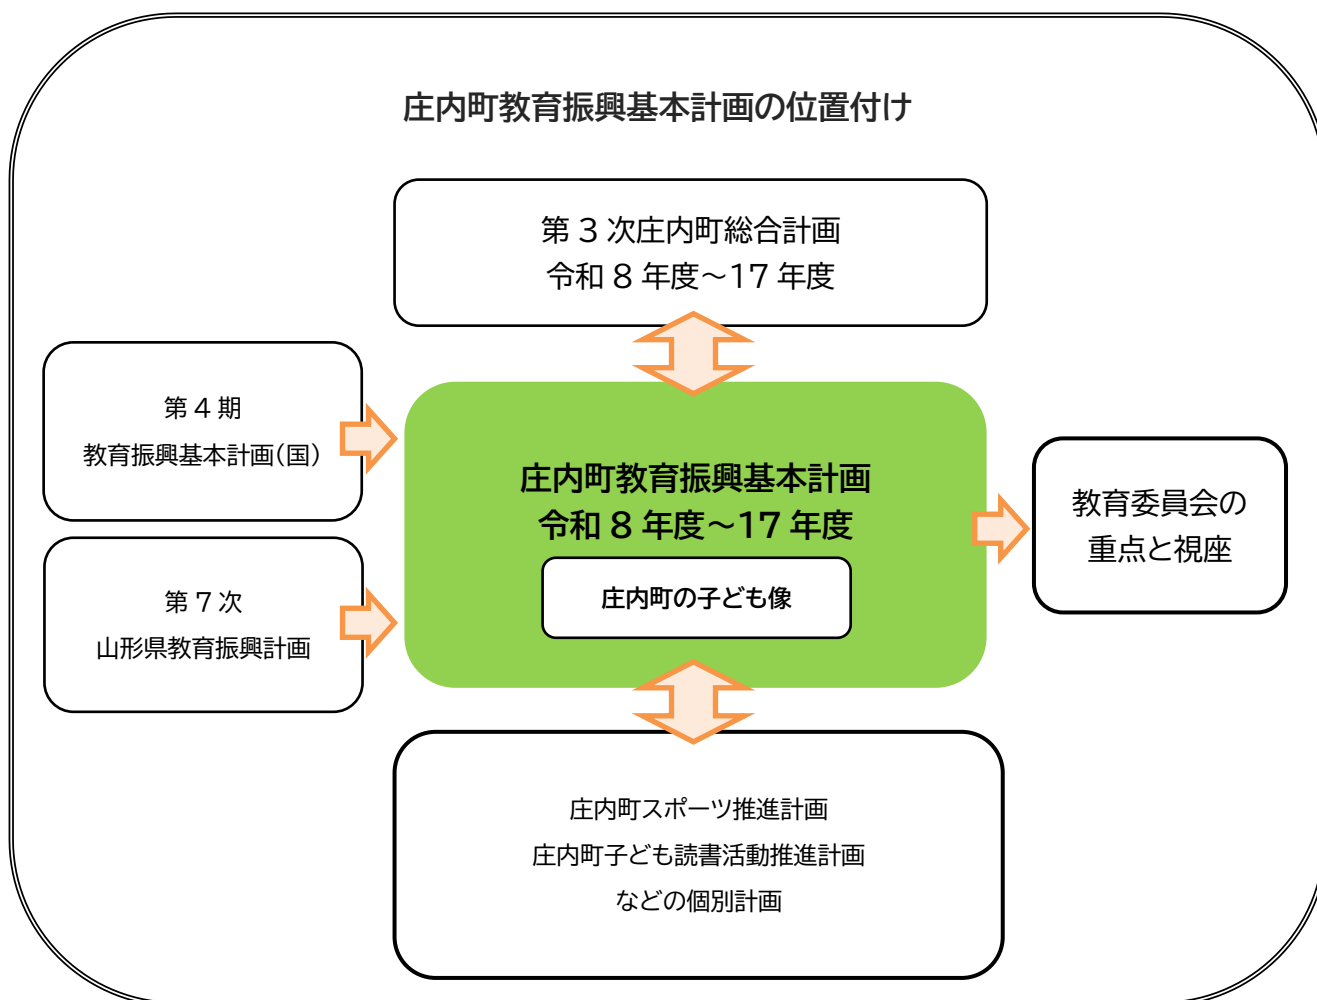 庄内町教育振興基本計画の位置付け
第3次庄内町総合計画
令和8年度～17年度
第4期
教育振興基本計画(国)
第7次
山形県教育振興計画
庄内町教育振興基本計画
令和8年度～17年度
庄内町の子ども像
教育委員会の
重点と視座
庄内町スポーツ推進計画
庄内町子ども読書活動推進計画
などの個別計画